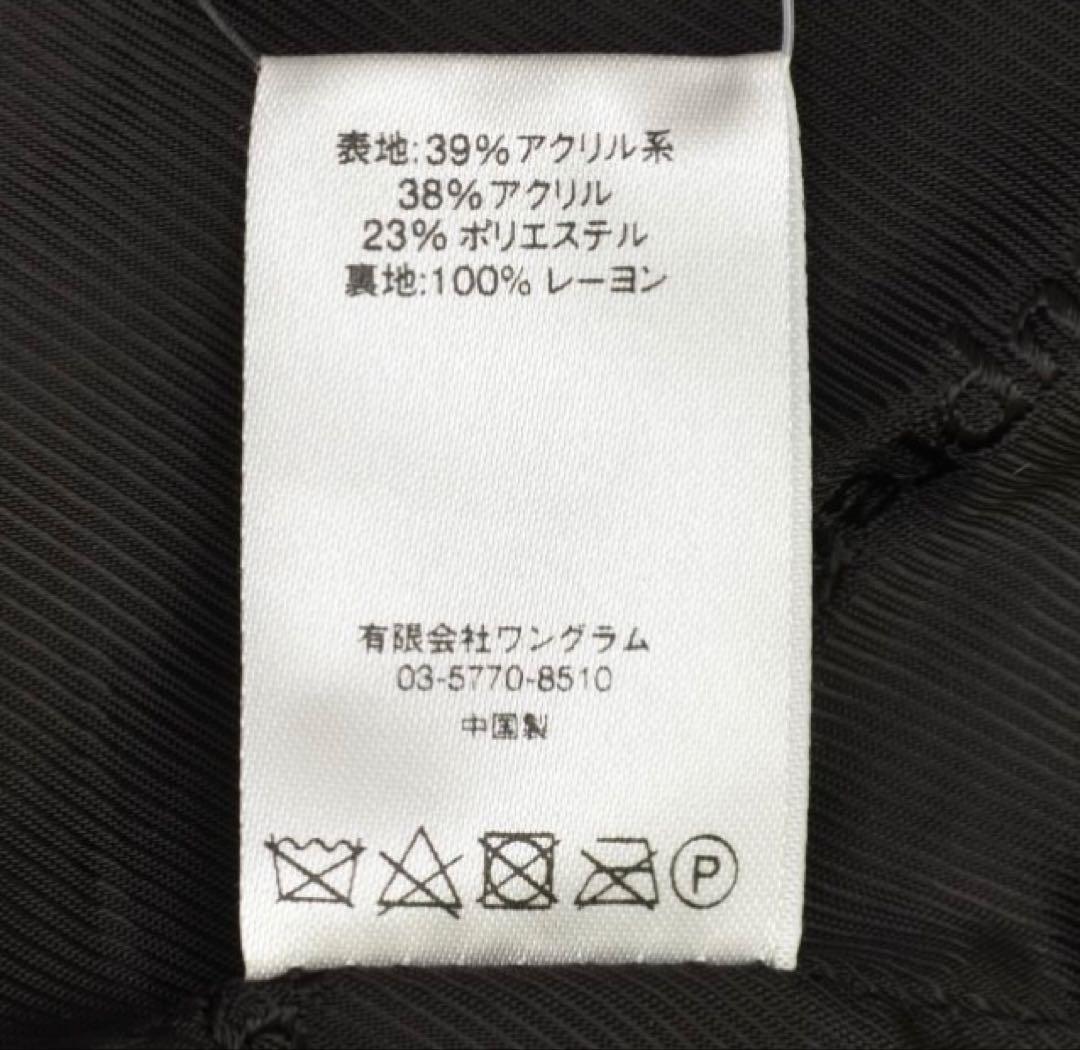 表地:39%アクリル系
38%アクリル
23% ポリエステル
裏地:100% レーヨン
有限会社ワングラム
03-5770-8510
中国製
P